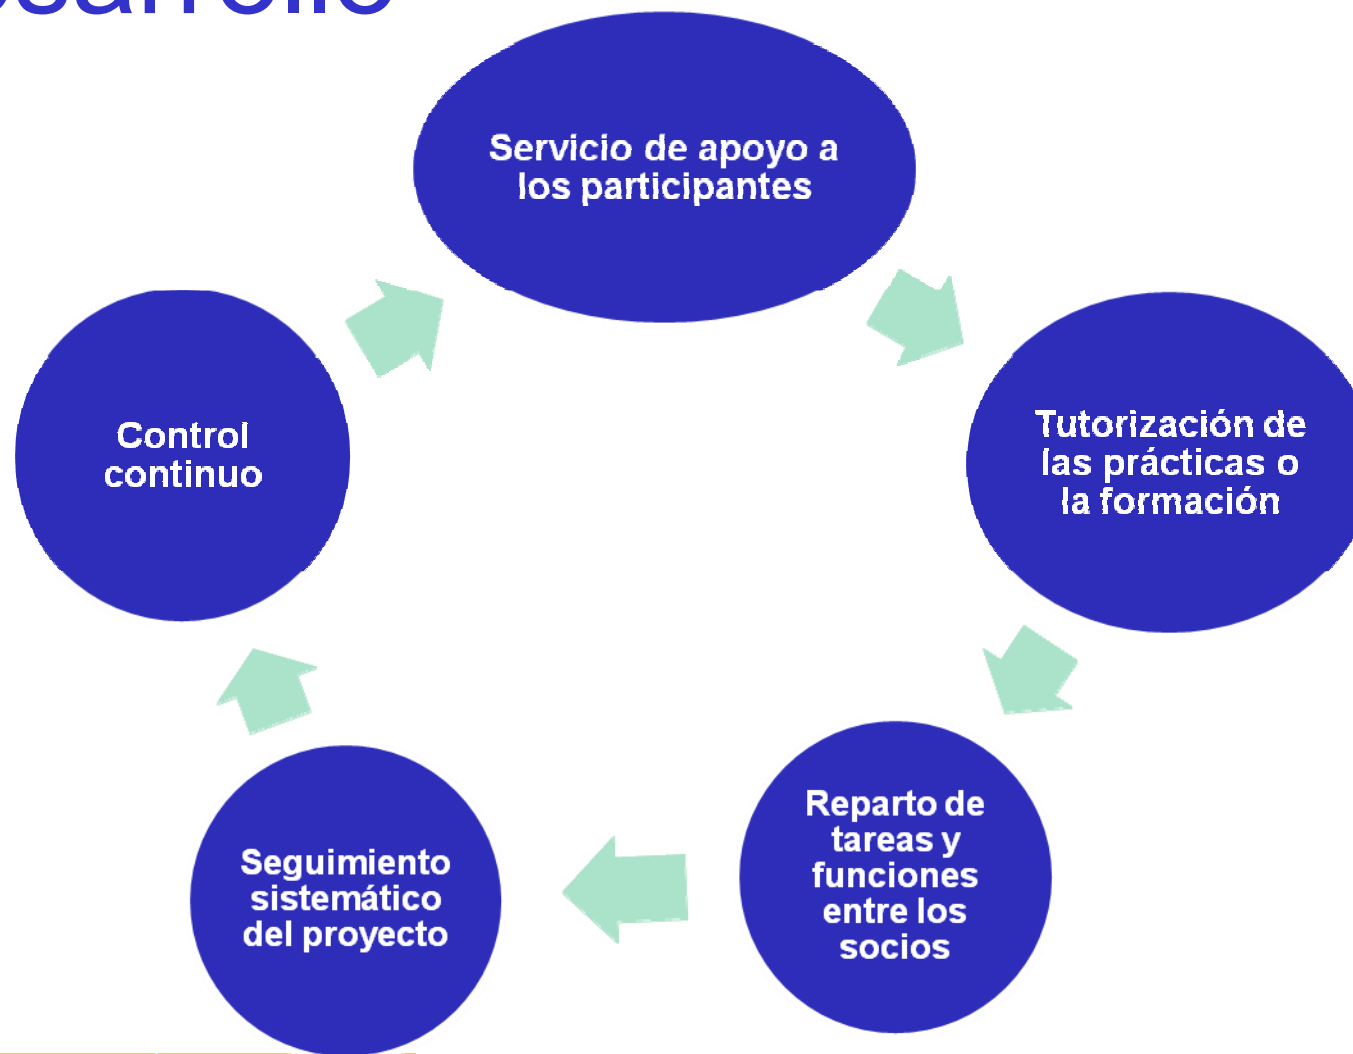 Servicio de apoyo a
los participantes
Tutorización de
las prácticas o
la formación
Reparto de
tareas y
funciones
entre los
socios
Seguimiento
sistemático
del proyecto
Control
continuo